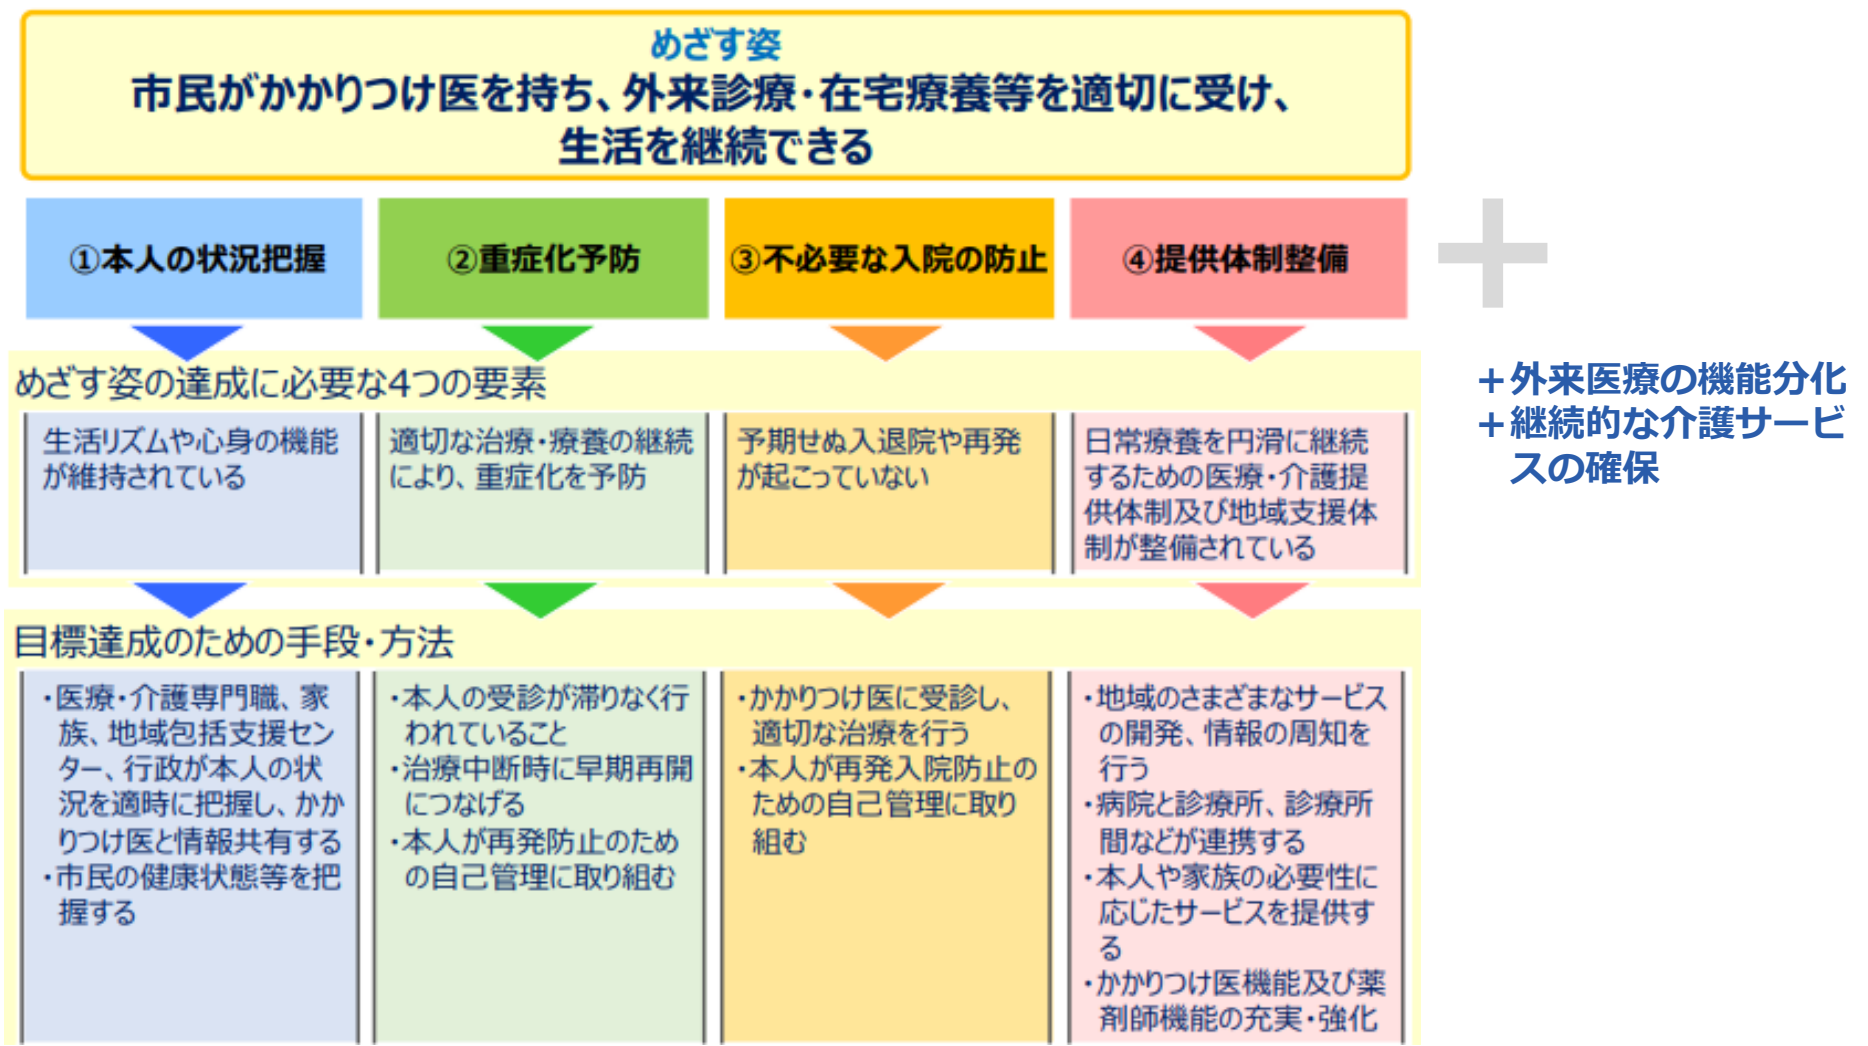 めざす姿
市民がかかりつけ医を持ち、外来診療・在宅療養等を適切に受け、
生活を継続できる
①本人の状況把握
②重症化予防
③不必要な入院の防止
④提供体制整備
めざす姿の達成に必要な4つの要素
生活リズムや心身の機能
が維持されている
適切な治療・療養の継続
により、重症化を予防
予期せぬ入退院や再発
が起こっていない
日常療養を円滑に継続
するための医療・介護提
供体制及び地域支援体
制が整備されている
+外来医療の機能分化
+継続的な介護サービ
スの確保
目標達成のための手段・方法
・医療・介護専門職、家
族、地域包括支援セン
ター、行政が本人の状
況を適時に把握し、かか
りつけ医と情報共有する
・市民の健康状態等を把
握する
・本人の受診が滞りなく行
われていること
・治療中断時に早期再開
につなげる
・本人が再発防止のため
の自己管理に取り組む
・かかりつけ医に受診し、
適切な治療を行う
・本人が再発入院防止の
ための自己管理に取り
組む
・地域のさまざまなサービス
の開発、情報の周知を
行う
・病院と診療所、診療所
間などが連携する
・本人や家族の必要性に
応じたサービスを提供す
る
・かかりつけ医機能及び薬
剤師機能の充実・強化